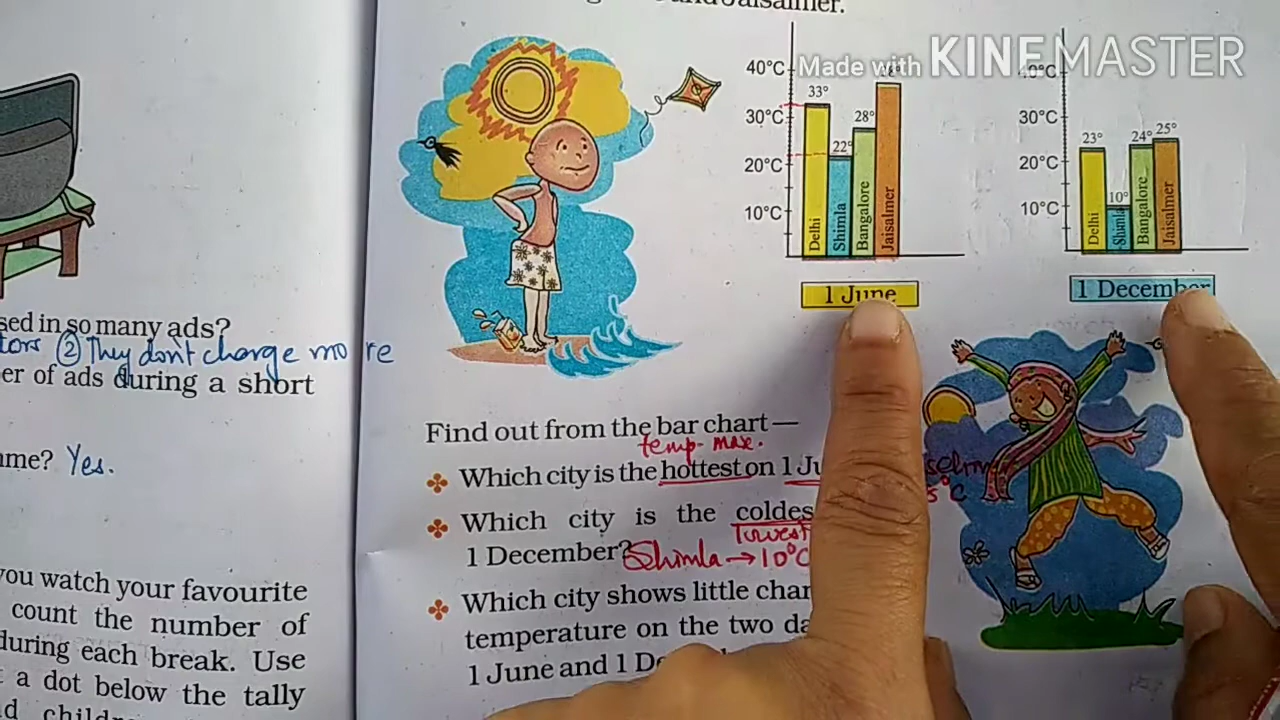 sed in so many ads?
tors ② They don't charge more
er of ads during a short
me? Yes.
you watch your favourite
count the number of
during each break. Use
a dot below the tally
Jaisalmer.
Made with KINEMASTER
40°C
30°C
20°C
10°C
33°
22°
28°
Delhi
Shimla
Bangalore
Jaisalmer
1 June
30°C
20°C
10°C
23°
10°
24°
25°
Delhi
Shimla
Bangalore
Jaisalmer
1 December
Find out from the bar chart—
temp- max.
Which city is the hottest on 1 Ju
Which city is the coldes
lowest
1 December? Shimla → 10°C
Which city shows little chan
temperature on the two da
1 June and 1 De